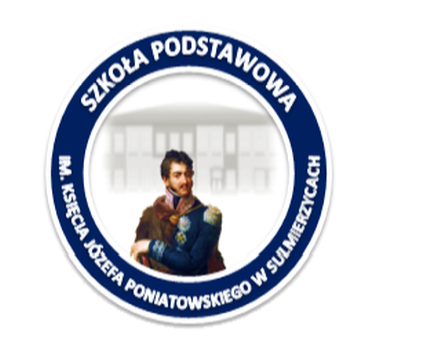 SZKOŁA PODSTAWOWA
IM. KSIĘCIA JÓZEFA PONIATOWSKIEGO W SULMIERZYCACH